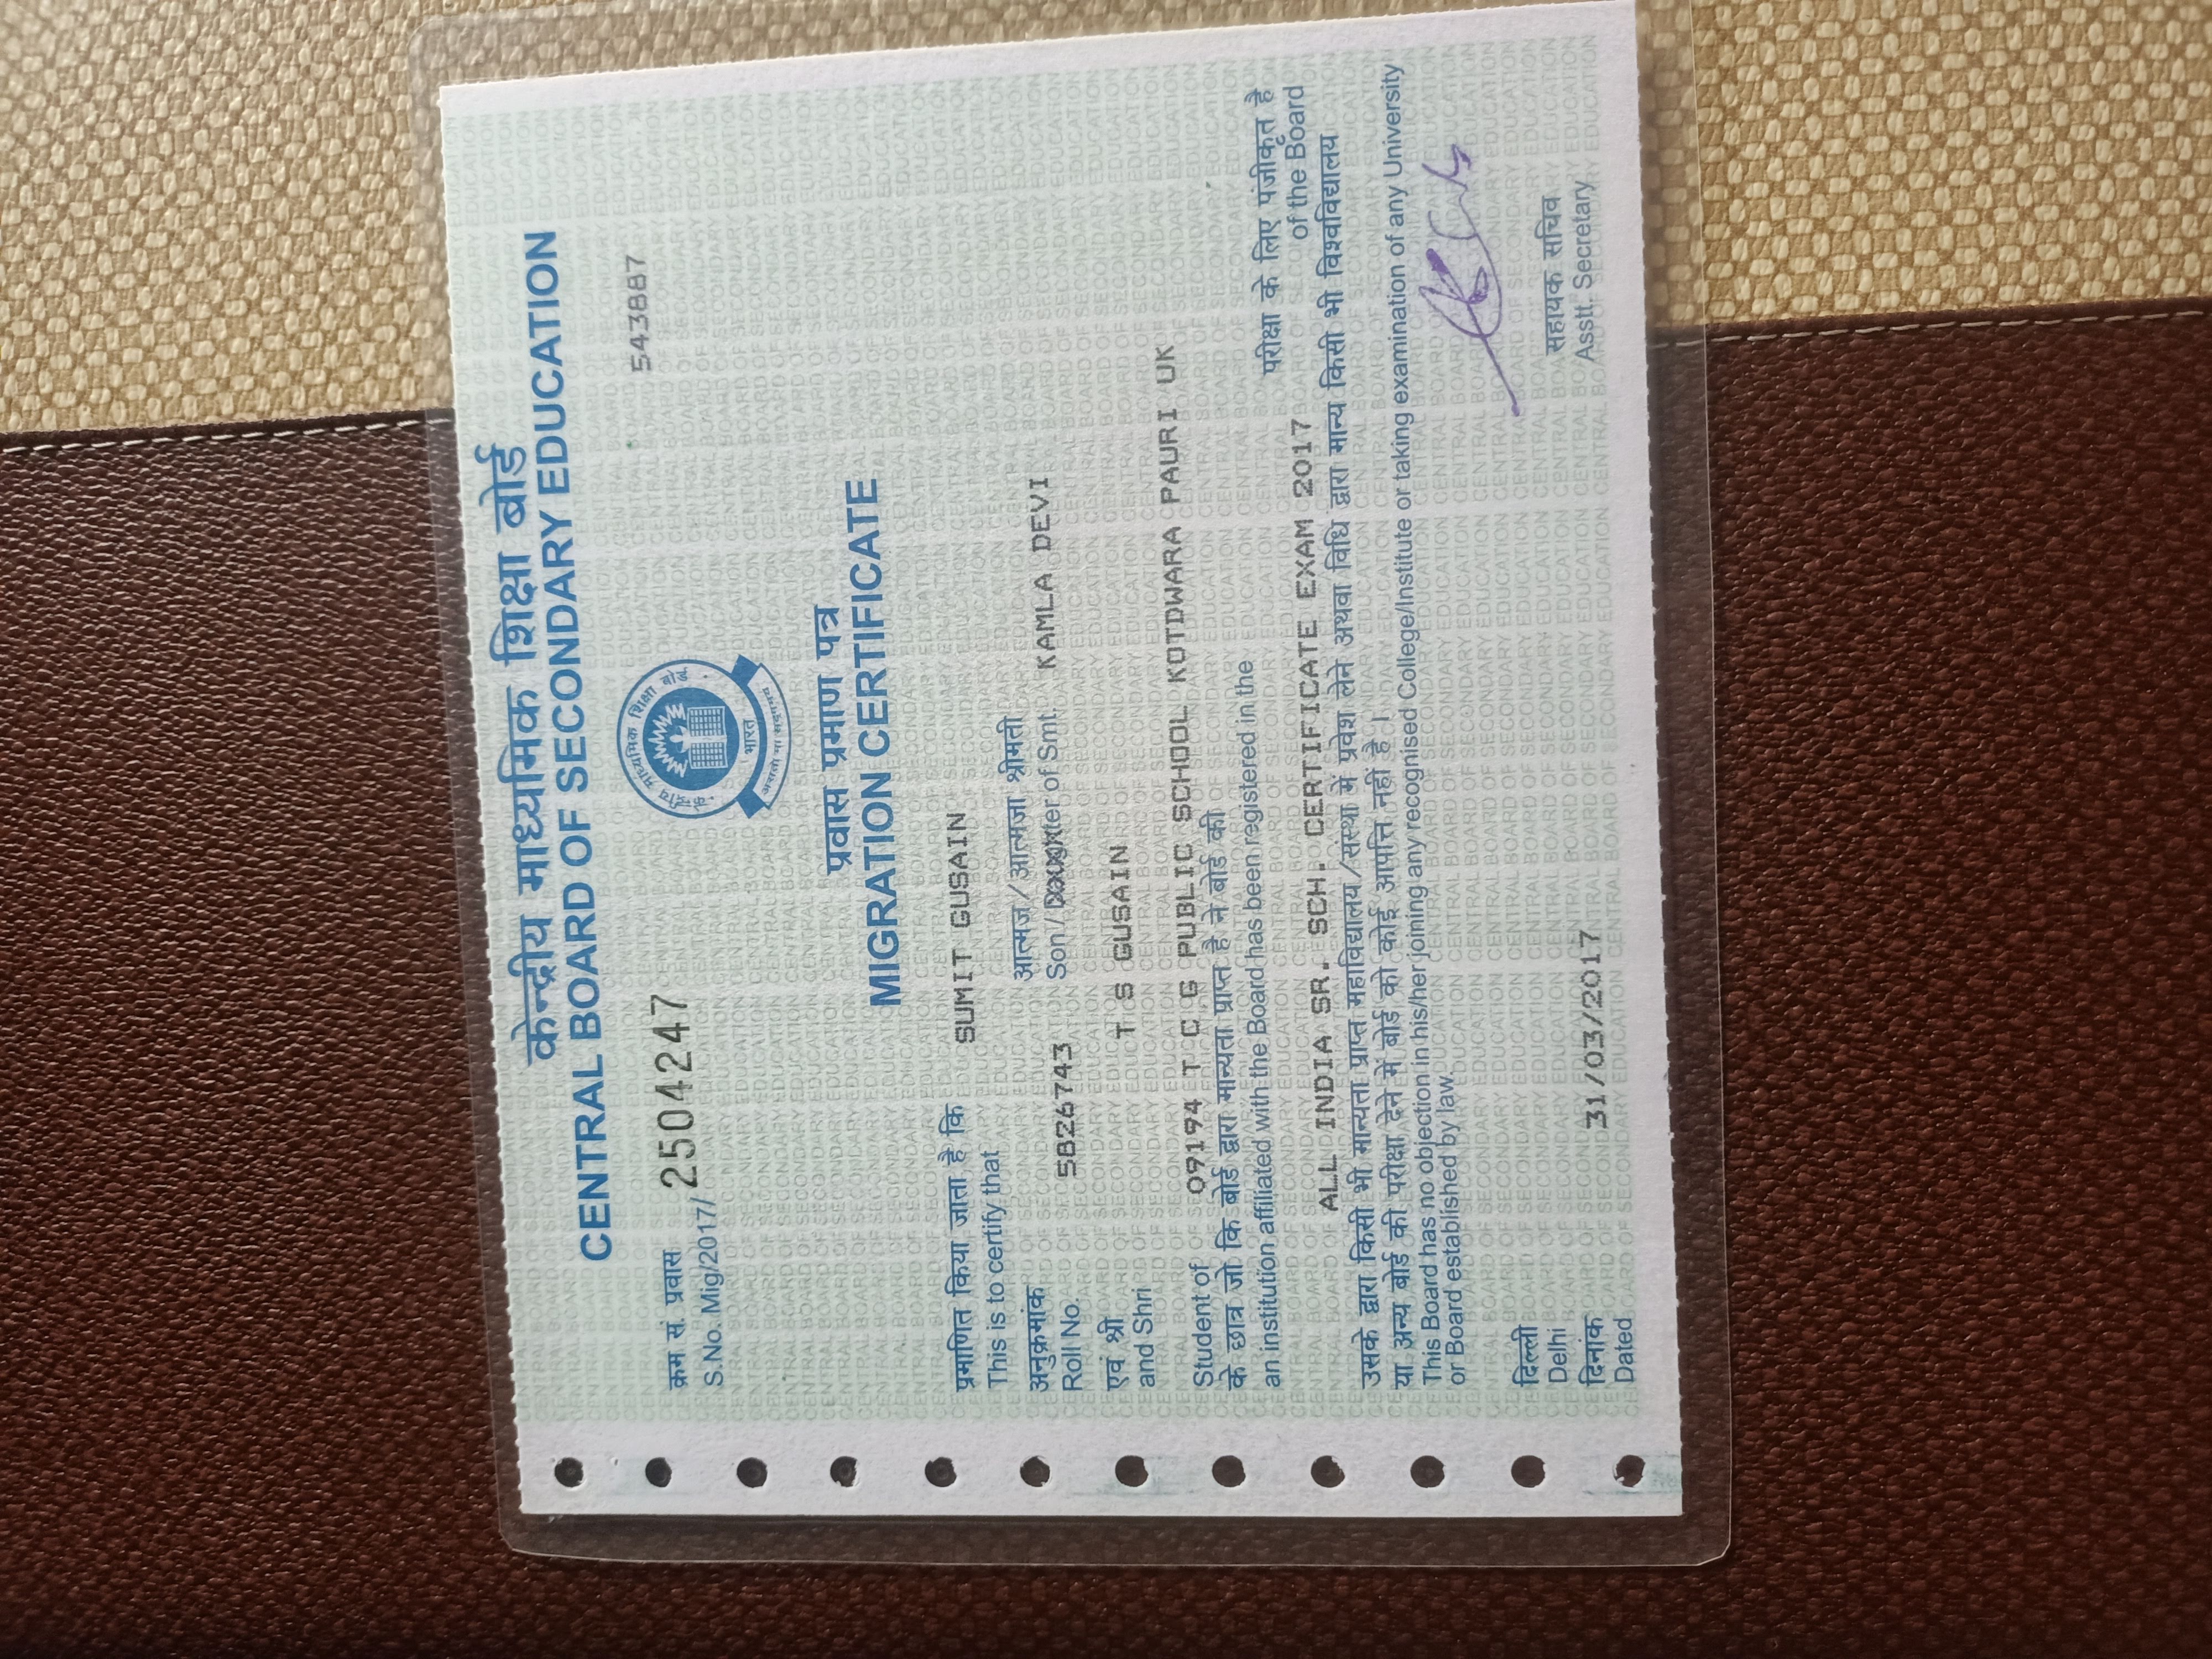 केन्द्रीय माध्यमिक शिक्षा बोर्ड
CENTRAL BOARD OF SECONDARY EDUCATION
क्रम सं. प्रवास
S.No. Mig/2017/ 2504247
543887
केन्द्रीय माध्यमिक शिक्षा बोर्ड
भारत
असतो मा सद्गमय
प्रवास प्रमाण पत्र
MIGRATION CERTIFICATE
प्रमाणित किया जाता है कि
This is to certify that SUMIT GUSAIN
अनुक्रमांक आत्मज/आत्मजा श्रीमती
Roll No. 5826743 Son/Daughter of Smt. KAMLA DEVI
एवं श्री
and Shri T S GUSAIN
Student of 09194 T C G PUBLIC SCHOOL KOTDWARA PAURI UK
के छात्र जो कि बोर्ड द्वारा मान्यता प्राप्त है ने बोर्ड की परीक्षा के लिए पंजीकृत है
an institution affiliated with the Board has been registered in the of the Board
ALL INDIA SR. SCH. CERTIFICATE EXAM 2017
उसके द्वारा किसी भी मान्यता प्राप्त महाविद्यालय/संस्था में प्रवेश लेने अथवा विधि द्वारा मान्य किसी भी विश्वविद्यालय
या अन्य बोर्ड की परीक्षा देने में बोर्ड को कोई आपत्ति नहीं है ।
This Board has no objection in his/her joining any recognised College/Institute or taking examination of any University
or Board established by law.
दिल्ली
Delhi
दिनांक
Dated 31/03/2017
सहायक सचिव
Asstt. Secretary